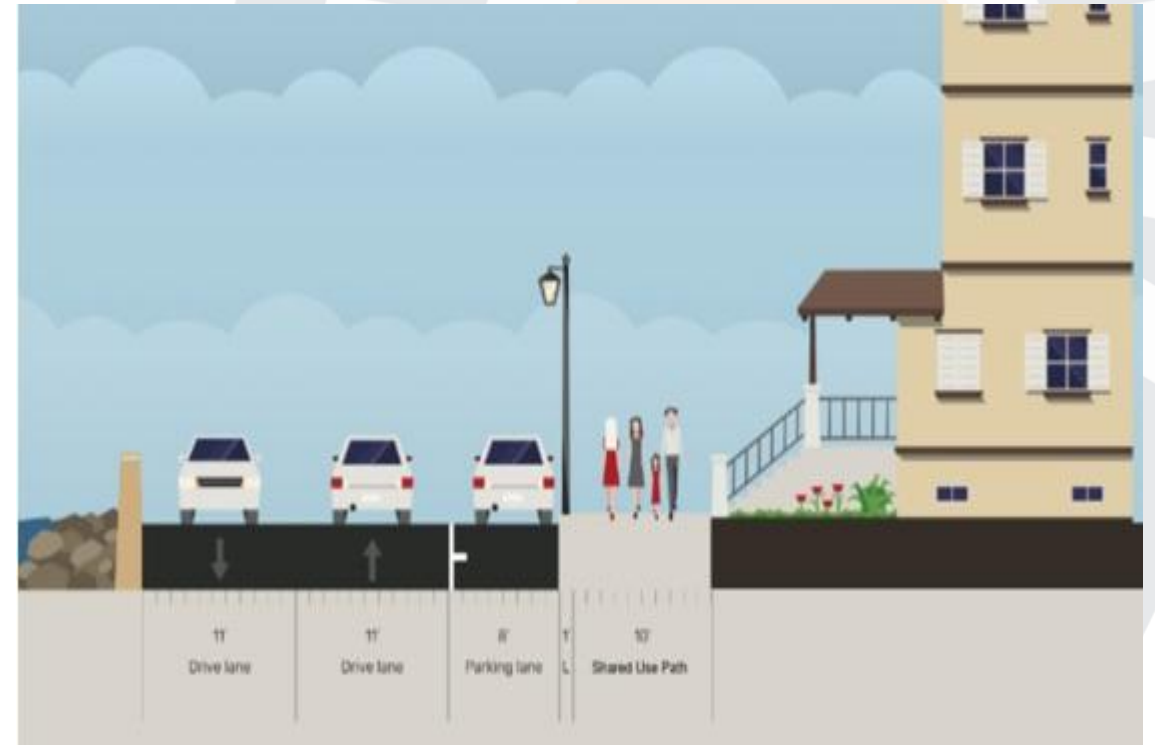 11'
Drive lane
11'
Drive lane
8'
Parking lane
1'
L
10'
Shared Use Path